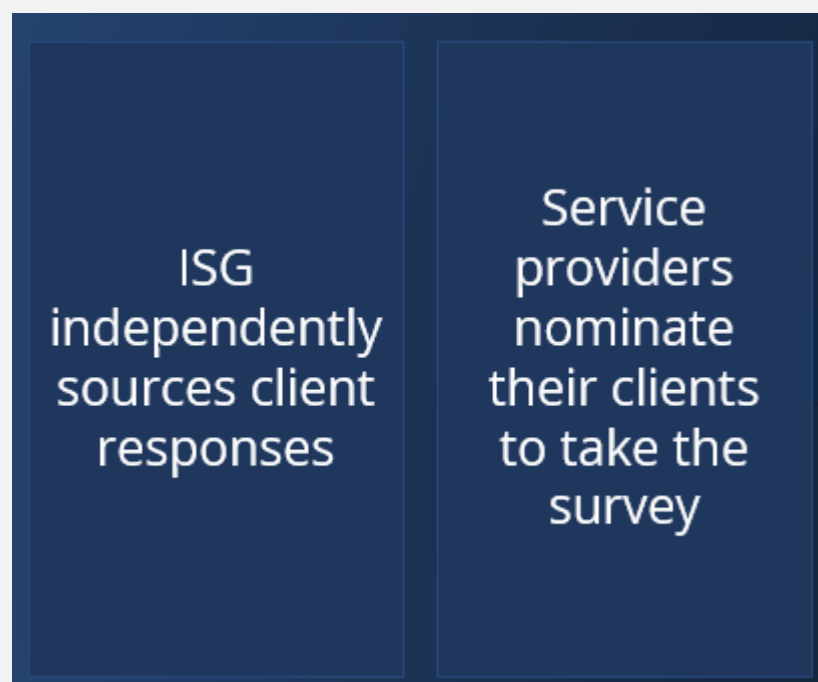 ISG
independently
sources client
responses
Service
providers
nominate
their clients
to take the
survey